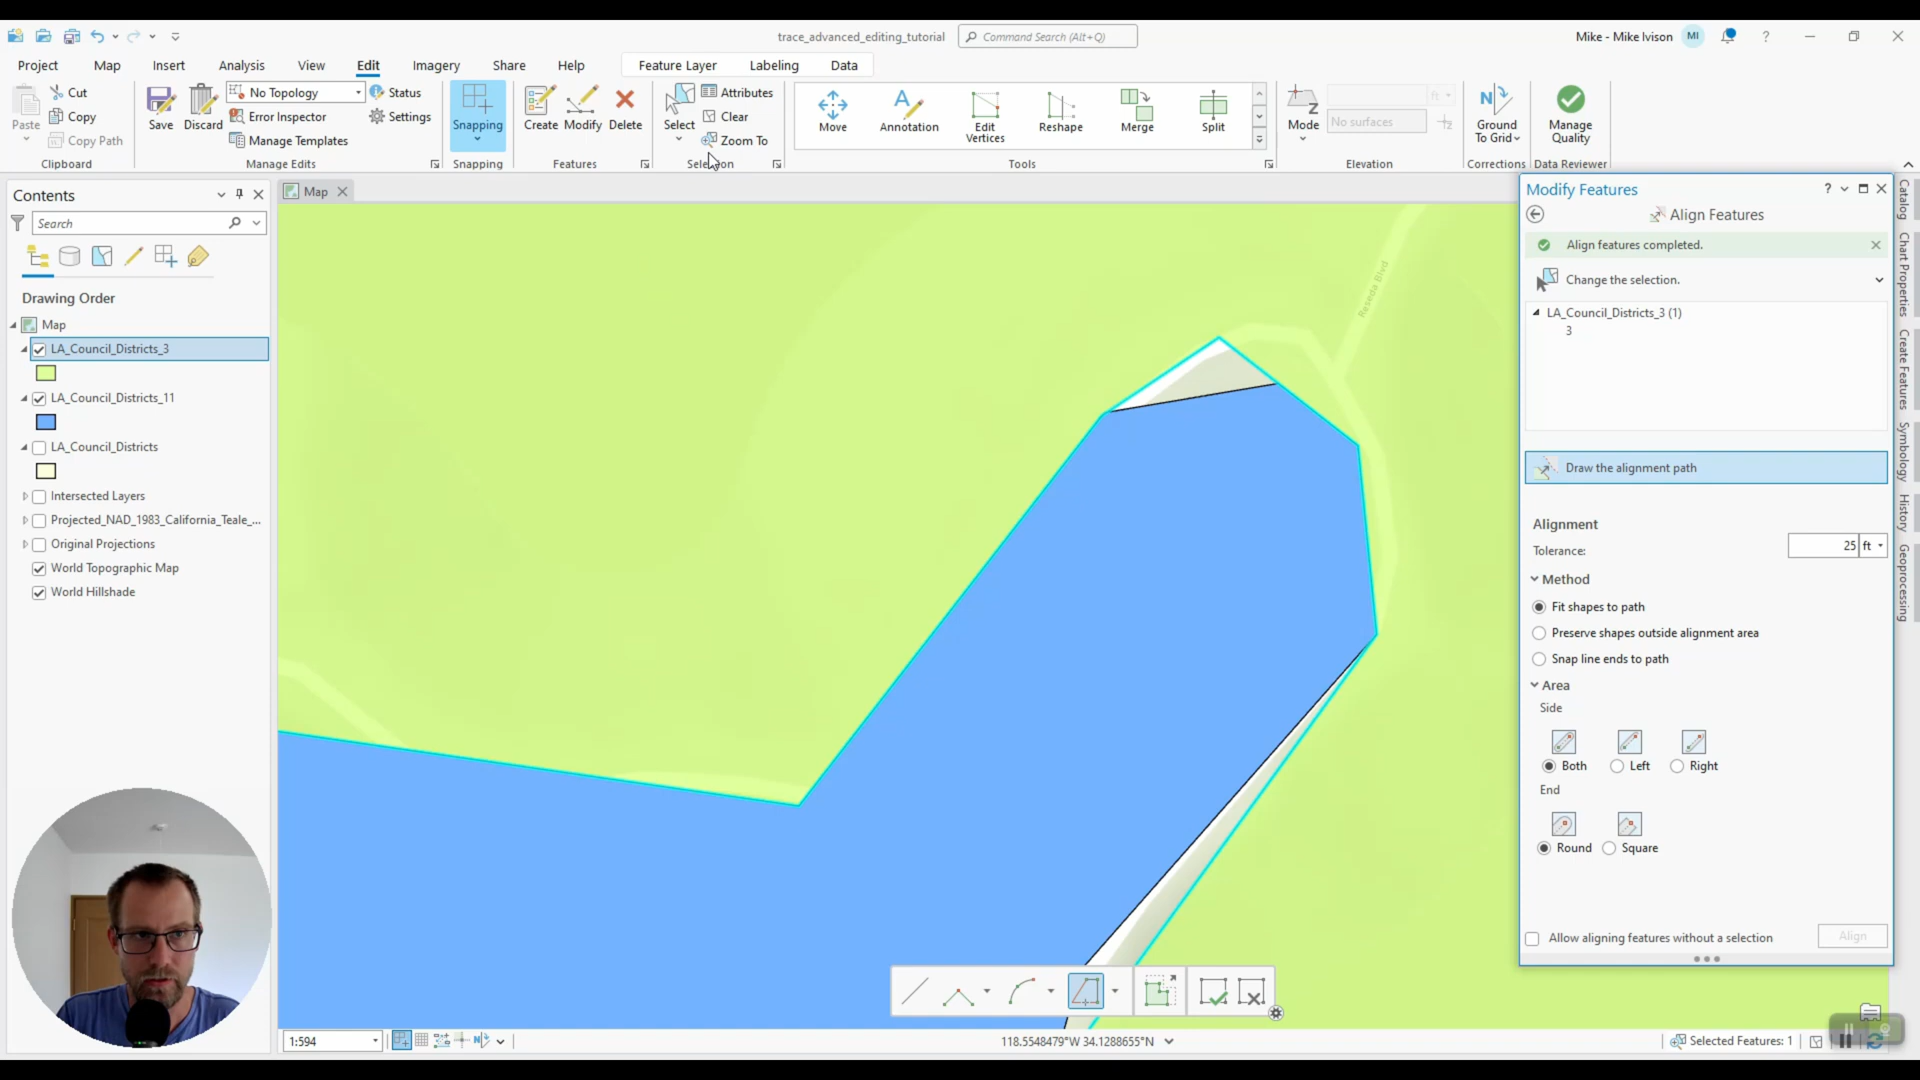 trace_advanced_editing_tutorial
Command Search (Alt+Q)
Mike - Mike Ivison
MI
?
Project
Map
Insert
Analysis
View
Edit
Imagery
Share
Help
Feature Layer
Labeling
Data
Paste
Cut
Copy
Copy Path
Clipboard
Save
Discard
No Topology
Error Inspector
Manage Templates
Status
Settings
Manage Edits
Snapping
Snapping
Create
Modify
Delete
Features
Select
Attributes
Clear
Zoom To
Selection
Move
Annotation
Edit
Vertices
Reshape
Merge
Split
Tools
Mode
ft
No surfaces
Elevation
Ground
To Grid
Corrections
Manage
Quality
Data Reviewer
Contents
Search
Drawing Order
Map
LA_Council_Districts_3
LA_Council_Districts_11
LA_Council_Districts
Intersected Layers
Projected_NAD_1983_California_Teale_...
Original Projections
World Topographic Map
World Hillshade
Map
Reseda Blvd
Modify Features
?
Align Features
Align features completed.
Change the selection.
LA_Council_Districts_3 (1)
3
Draw the alignment path
Alignment
Tolerance:
25 ft
Method
Fit shapes to path
Preserve shapes outside alignment area
Snap line ends to path
Area
Side
Both
Left
Right
End
Round
Square
Allow aligning features without a selection
Align
Catalog
Chart Properties
Create Features
Symbology
History
Geoprocessing
1:594
118.5548479°W 34.1288655°N
Selected Features: 1